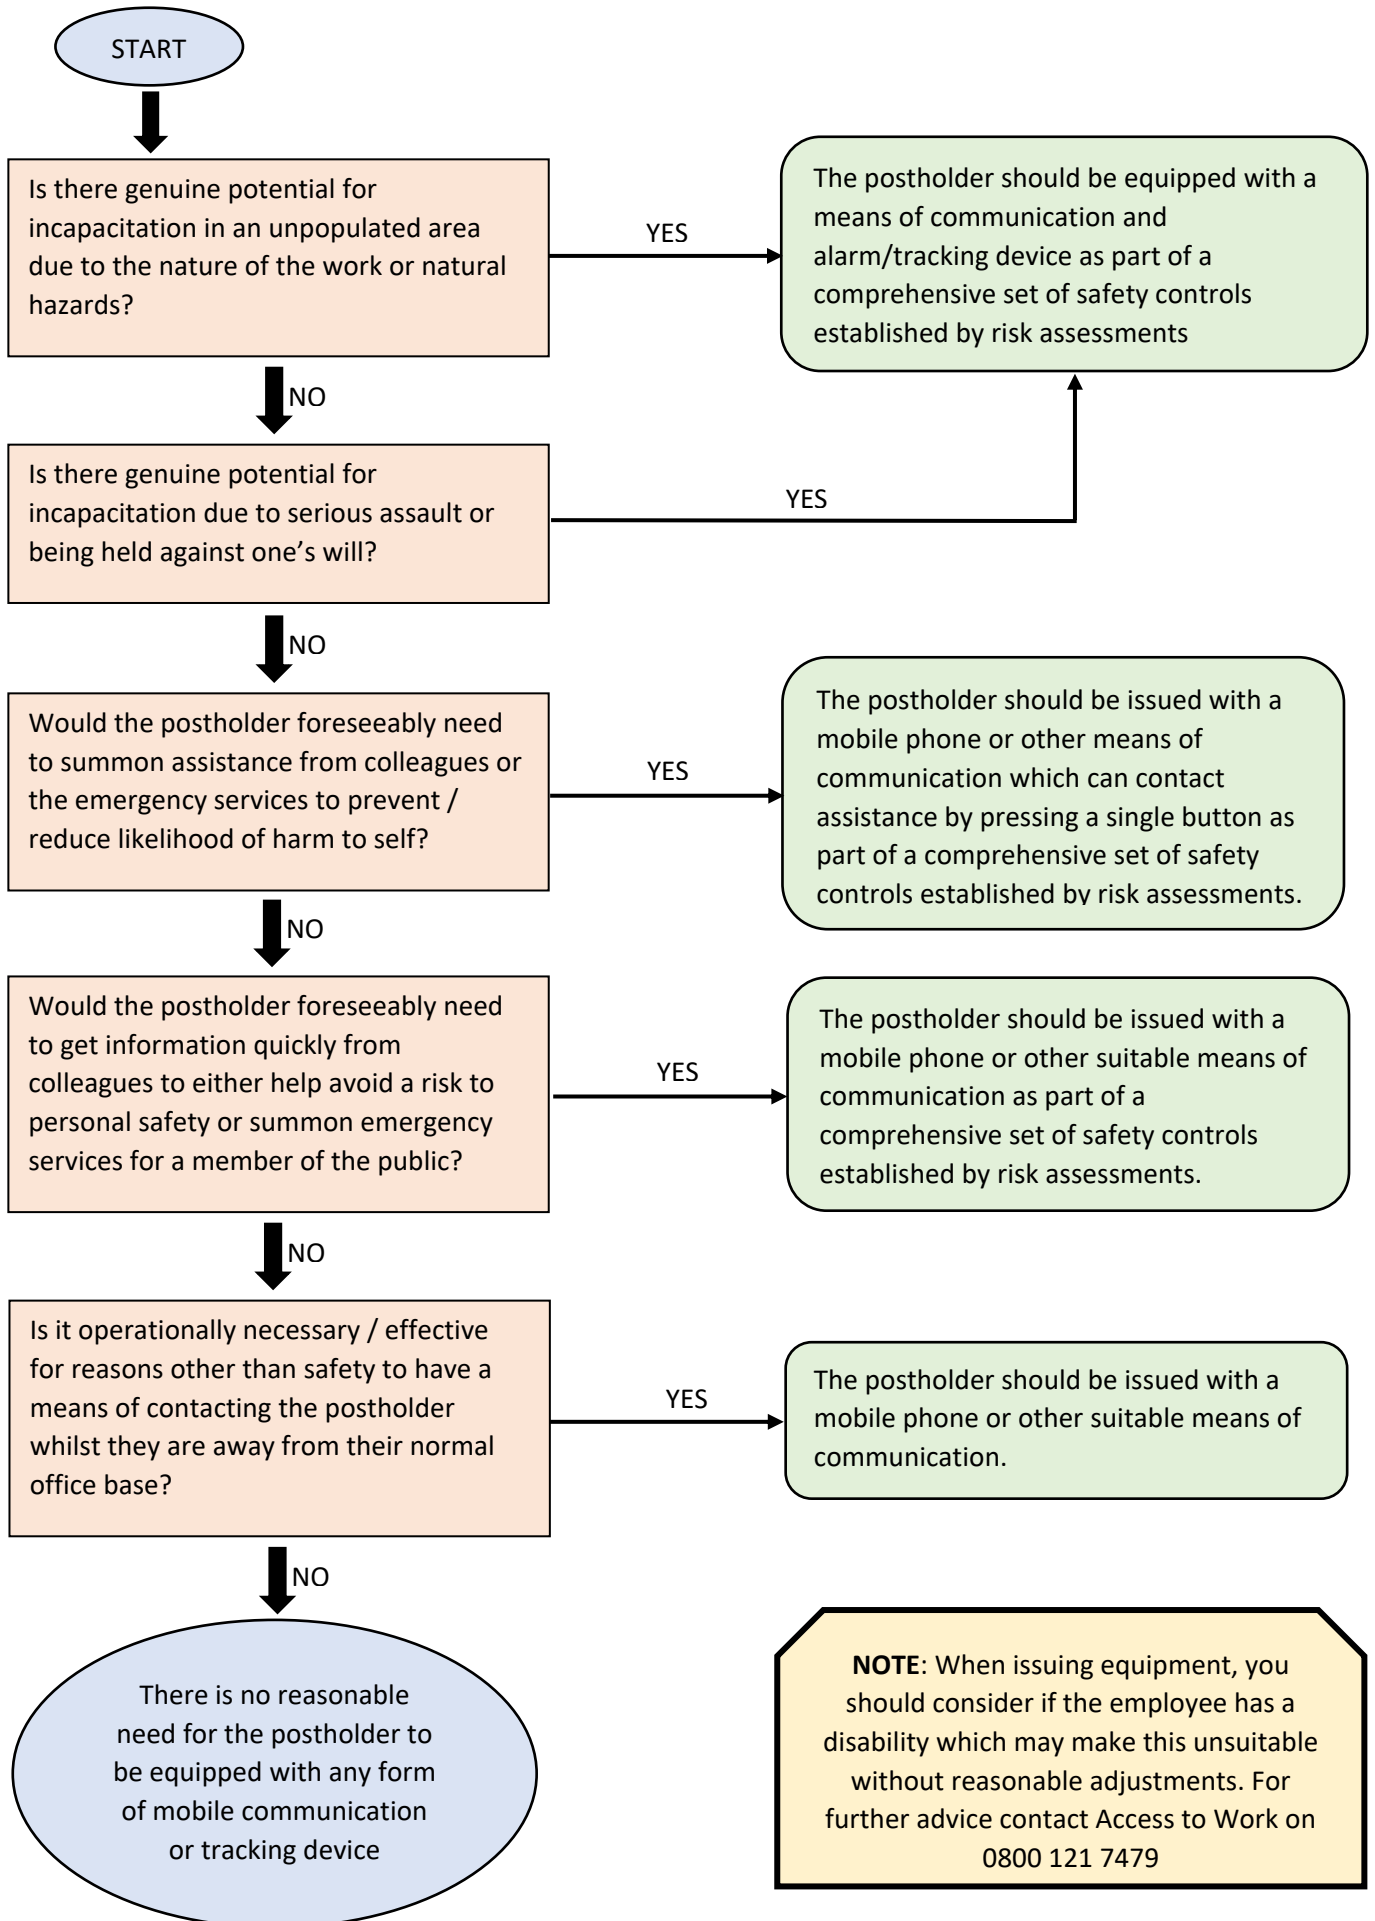 START
Is there genuine potential for
incapacitation in an unpopulated area
due to the nature of the work or natural
hazards?
YES
The postholder should be equipped with a
means of communication and
alarm/tracking device as part of a
comprehensive set of safety controls
established by risk assessments
NO
Is there genuine potential for
incapacitation due to serious assault or
being held against one’s will?
YES
NO
Would the postholder foreseeably need
to summon assistance from colleagues or
the emergency services to prevent /
reduce likelihood of harm to self?
YES
The postholder should be issued with a
mobile phone or other means of
communication which can contact
assistance by pressing a single button as
part of a comprehensive set of safety
controls established by risk assessments.
NO
Would the postholder foreseeably need
to get information quickly from
colleagues to either help avoid a risk to
personal safety or summon emergency
services for a member of the public?
YES
The postholder should be issued with a
mobile phone or other suitable means of
communication as part of a
comprehensive set of safety controls
established by risk assessments.
NO
Is it operationally necessary / effective
for reasons other than safety to have a
means of contacting the postholder
whilst they are away from their normal
office base?
YES
The postholder should be issued with a
mobile phone or other suitable means of
communication.
NO
There is no reasonable
need for the postholder to
be equipped with any form
of mobile communication
or tracking device
NOTE: When issuing equipment, you
should consider if the employee has a
disability which may make this unsuitable
without reasonable adjustments. For
further advice contact Access to Work on
0800 121 7479